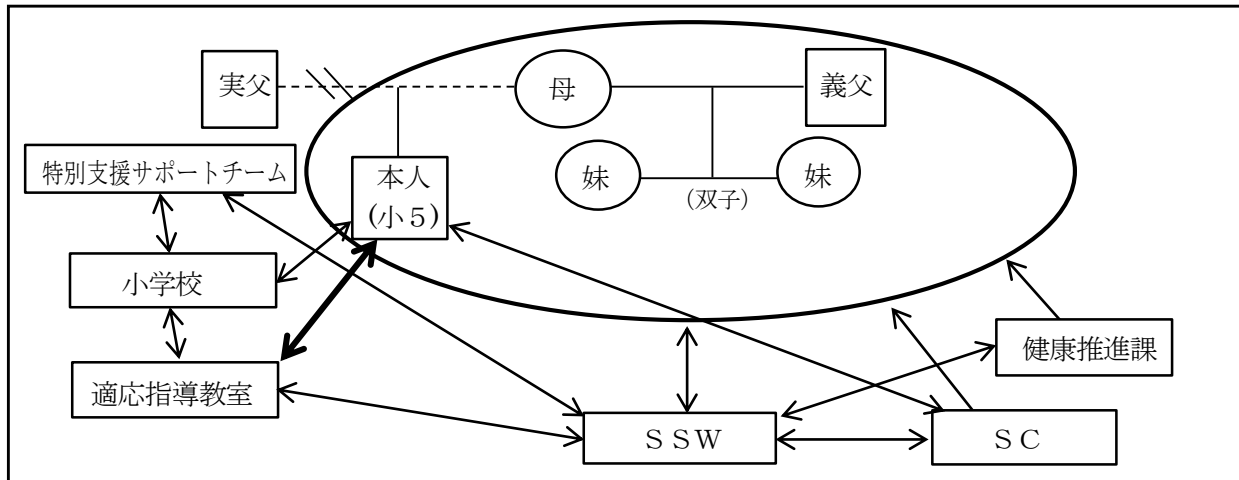 実父
母
義父
特別支援サポートチーム
本人
(小５)
妹
妹
(双子)
小学校
健康推進課
適応指導教室
ＳＳＷ
ＳＣ